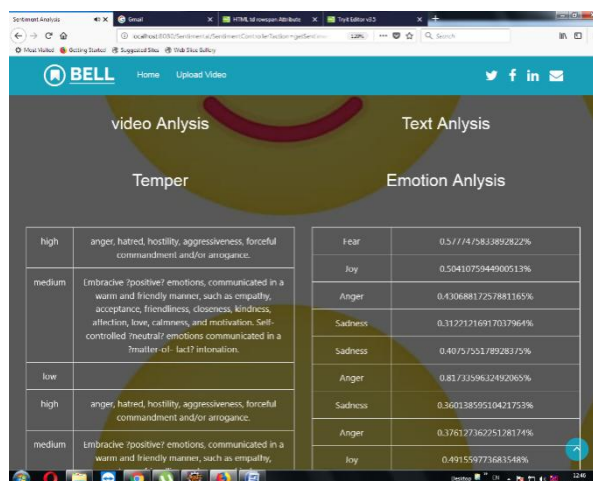 Sentiment Analysis
Gmail
HTML td rowspan Attribute
Tryit Editor v2.5
localhost:8080/Sentimental/SentimentController?action=getSentim
120%
Search
Most Visited
Getting Started
Suggested Sites
Web Slice Gallery
BELL
Home
Upload Video
video Anlysis
Text Anlysis
Temper
Emotion Anlysis
high
anger, hatred, hostility, aggressiveness, forceful
commandment and/or arrogance.
medium
Embracive ?positive? emotions, communicated in a
warm and friendly manner, such as empathy,
acceptance, friendliness, closeness, kindness,
affection, love, calmness, and motivation. Self-
controlled ?neutral? emotions communicated in a
?matter-of- fact? intonation.
low
high
anger, hatred, hostility, aggressiveness, forceful
commandment and/or arrogance.
medium
Embracive ?positive? emotions, communicated in a
warm and friendly manner, such as empathy,
Fear
0.5777475833892822%
Joy
0.5041075944900513%
Anger
0.43068817257881165%
Sadness
0.31221216917037964%
Sadness
0.4075755178928375%
Anger
0.8173359632492065%
Sadness
0.36013859510421753%
Anger
0.37612736225128174%
Joy
0.491559773683548%
Desktop
12:46